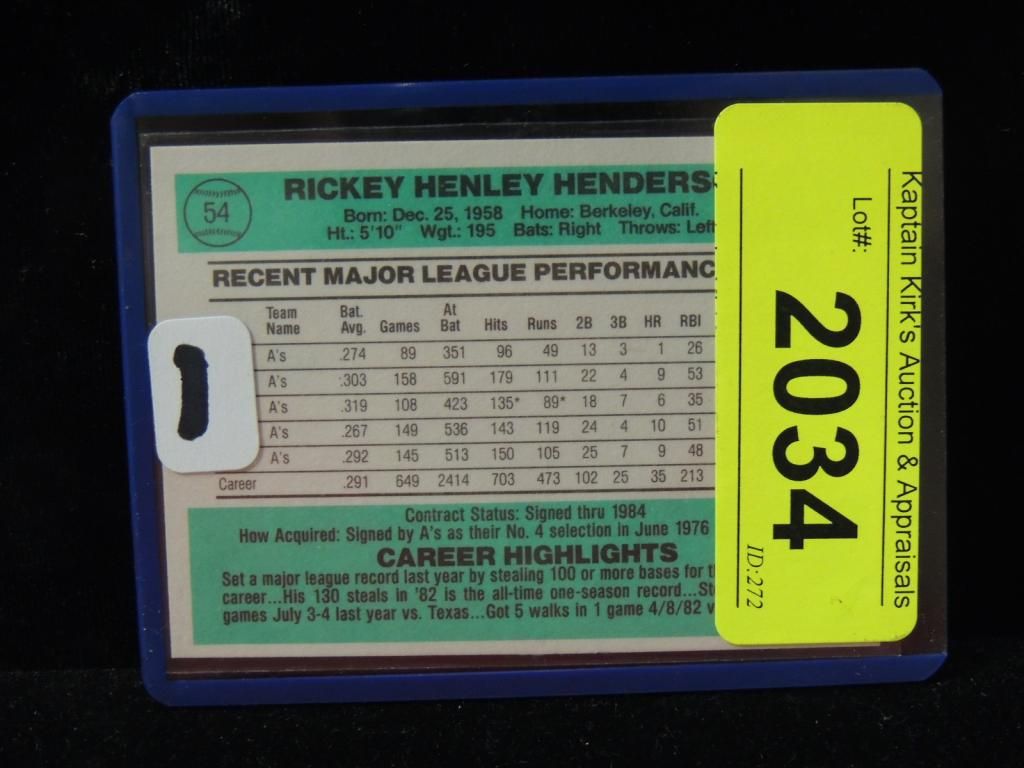 54
RICKEY HENLEY HENDERS
Born: Dec. 25, 1958 Home: Berkeley, Calif.
Ht.: 5'10" Wgt.: 195 Bats: Right Throws: Left
RECENT MAJOR LEAGUE PERFORMANC
Team Name Bat. Avg. Games At Bat Hits Runs 2B 3B HR RBI
A's .274 89 351 96 49 13 3 1 26
A's .303 158 591 179 111 22 4 9 53
A's .319 108 423 135* 89* 18 7 6 35
A's .267 149 536 143 119 24 4 10 51
A's .292 145 513 150 105 25 7 9 48
Career .291 649 2414 703 473 102 25 35 213
Contract Status: Signed thru 1984
How Acquired: Signed by A's as their No. 4 selection in June 1976
CAREER HIGHLIGHTS
Set a major league record last year by stealing 100 or more bases for
career...His 130 steals in '82 is the all-time one-season record...
games July 3-4 last year vs. Texas...Got 5 walks in 1 game 4/8/82
Kaptain Kirk's Auction & Appraisals
Lot#:
2034
ID:272